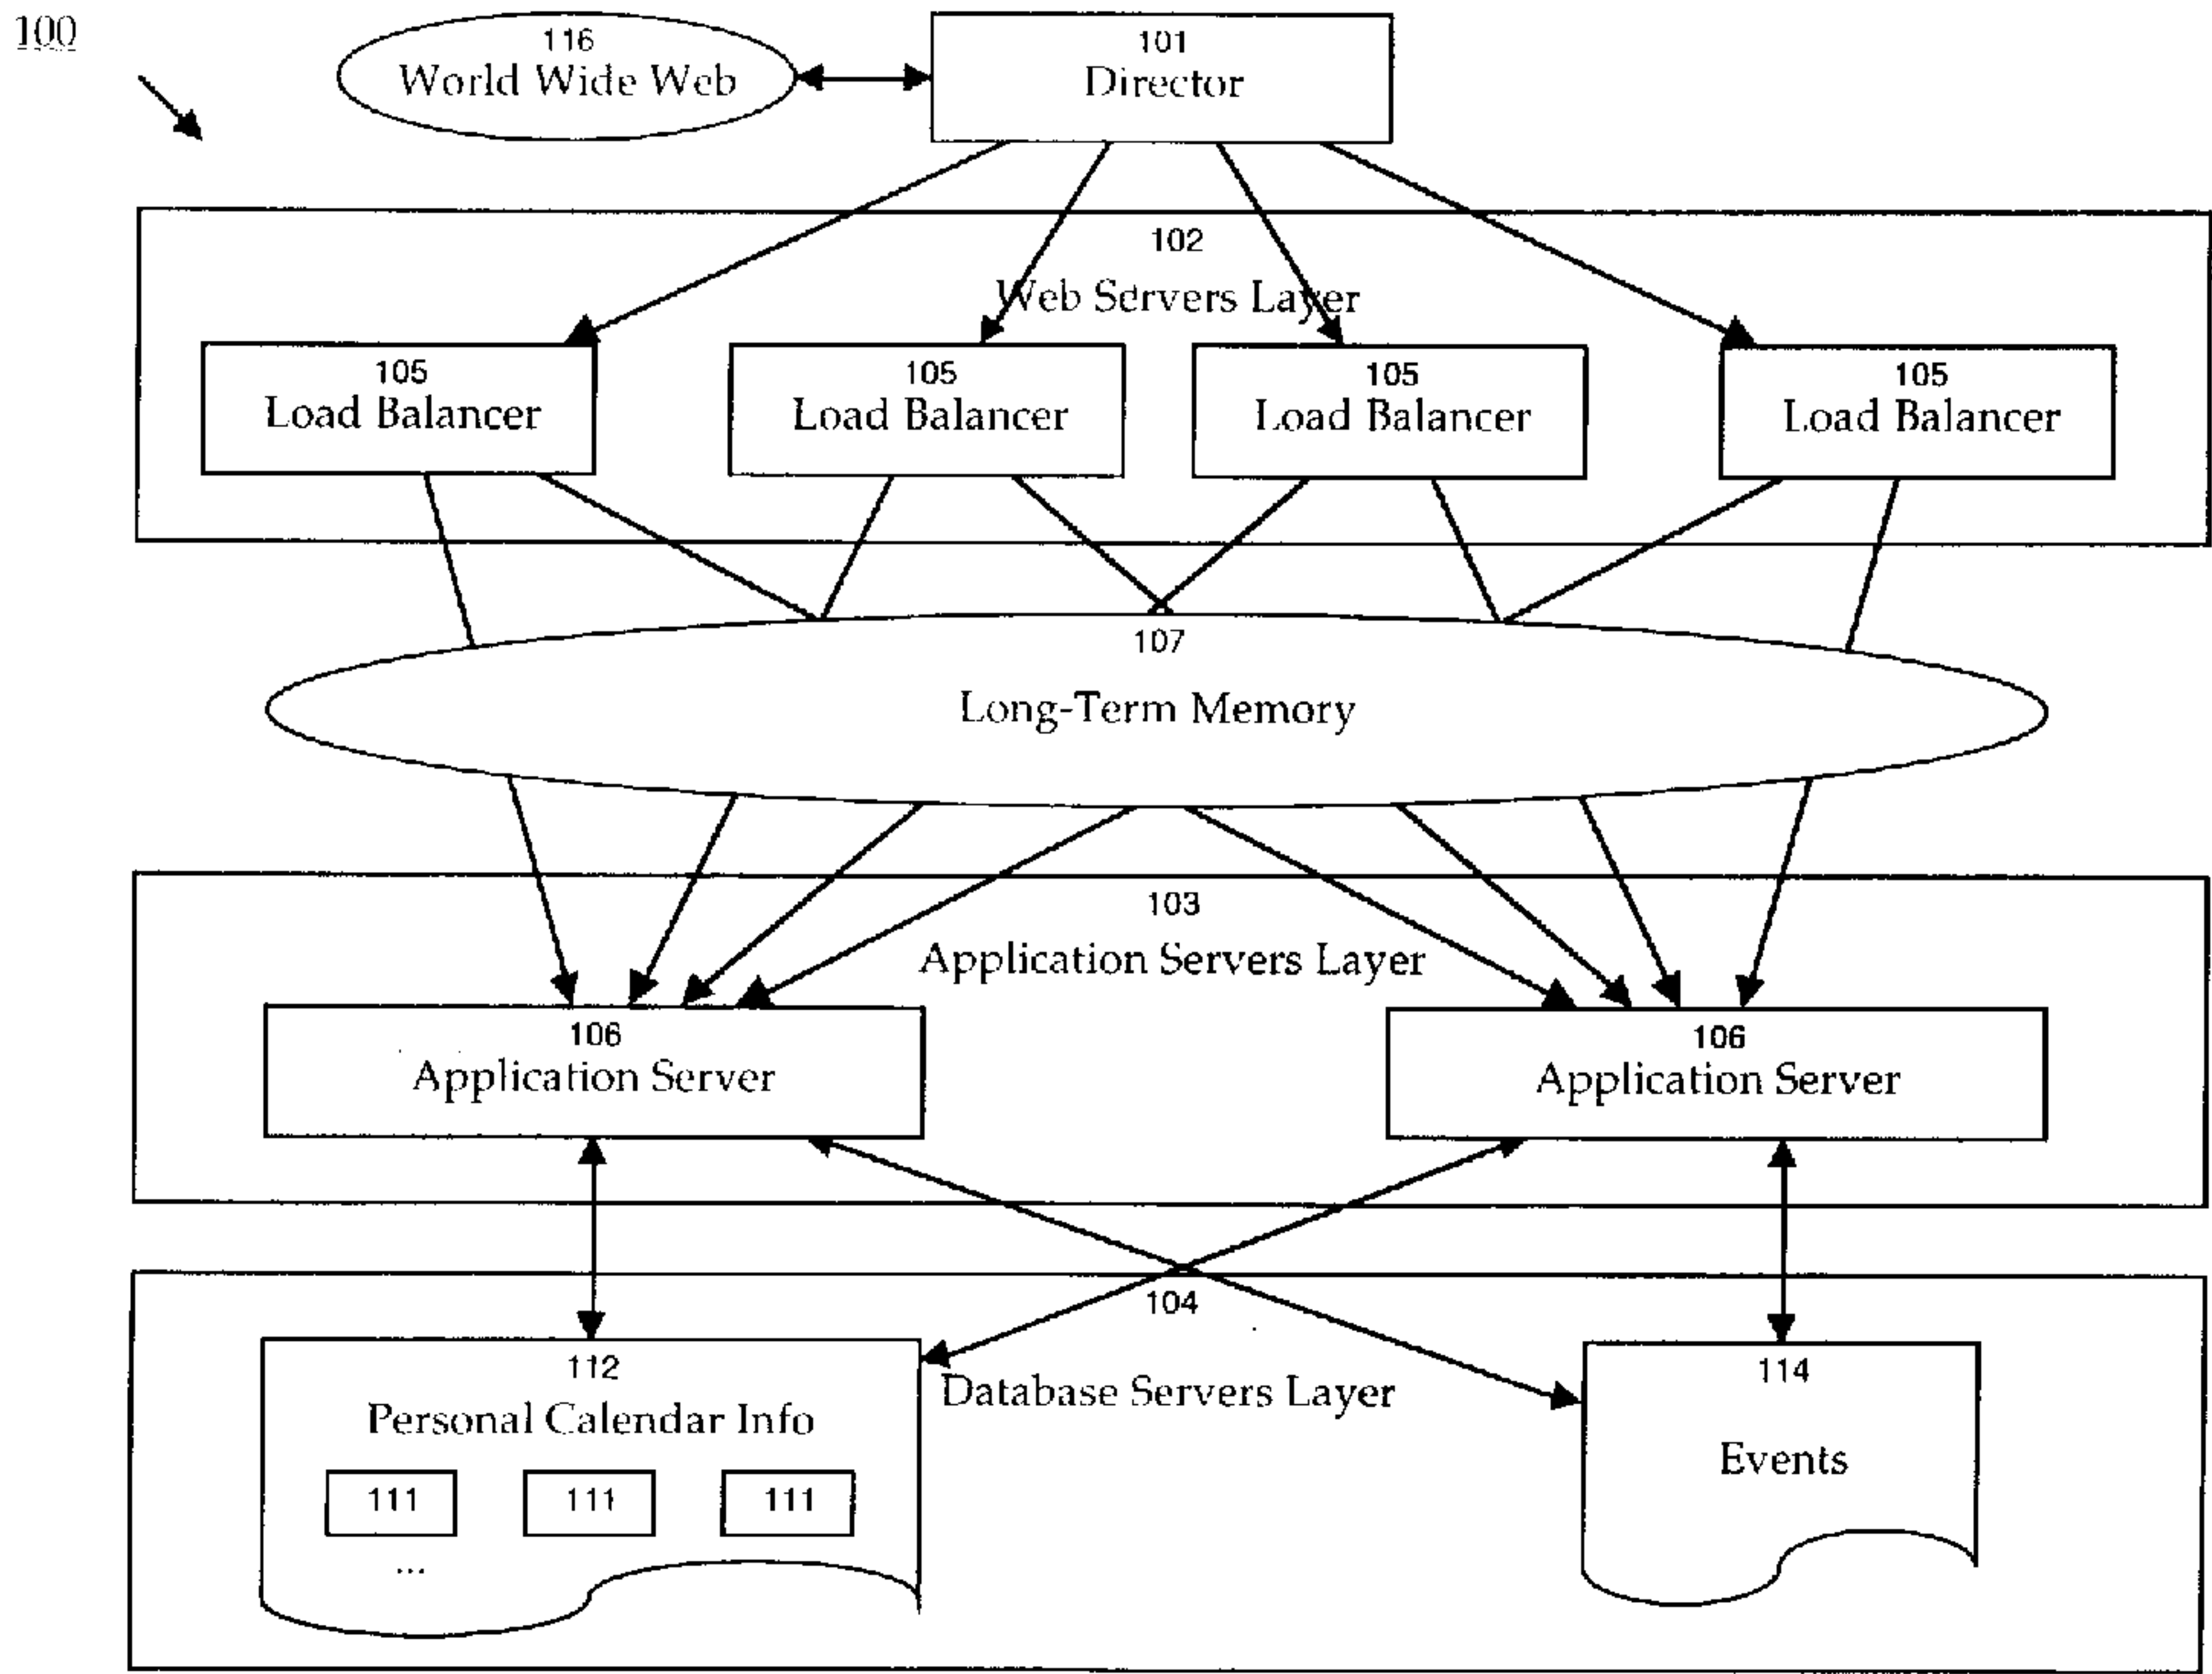 100
116
World Wide Web
101
Director
102
Web Servers Layer
105
Load Balancer
105
Load Balancer
105
Load Balancer
105
Load Balancer
107
Long-Term Memory
103
Application Servers Layer
106
Application Server
106
Application Server
104
Database Servers Layer
112
Personal Calendar Info
111 111 111
...
114
Events